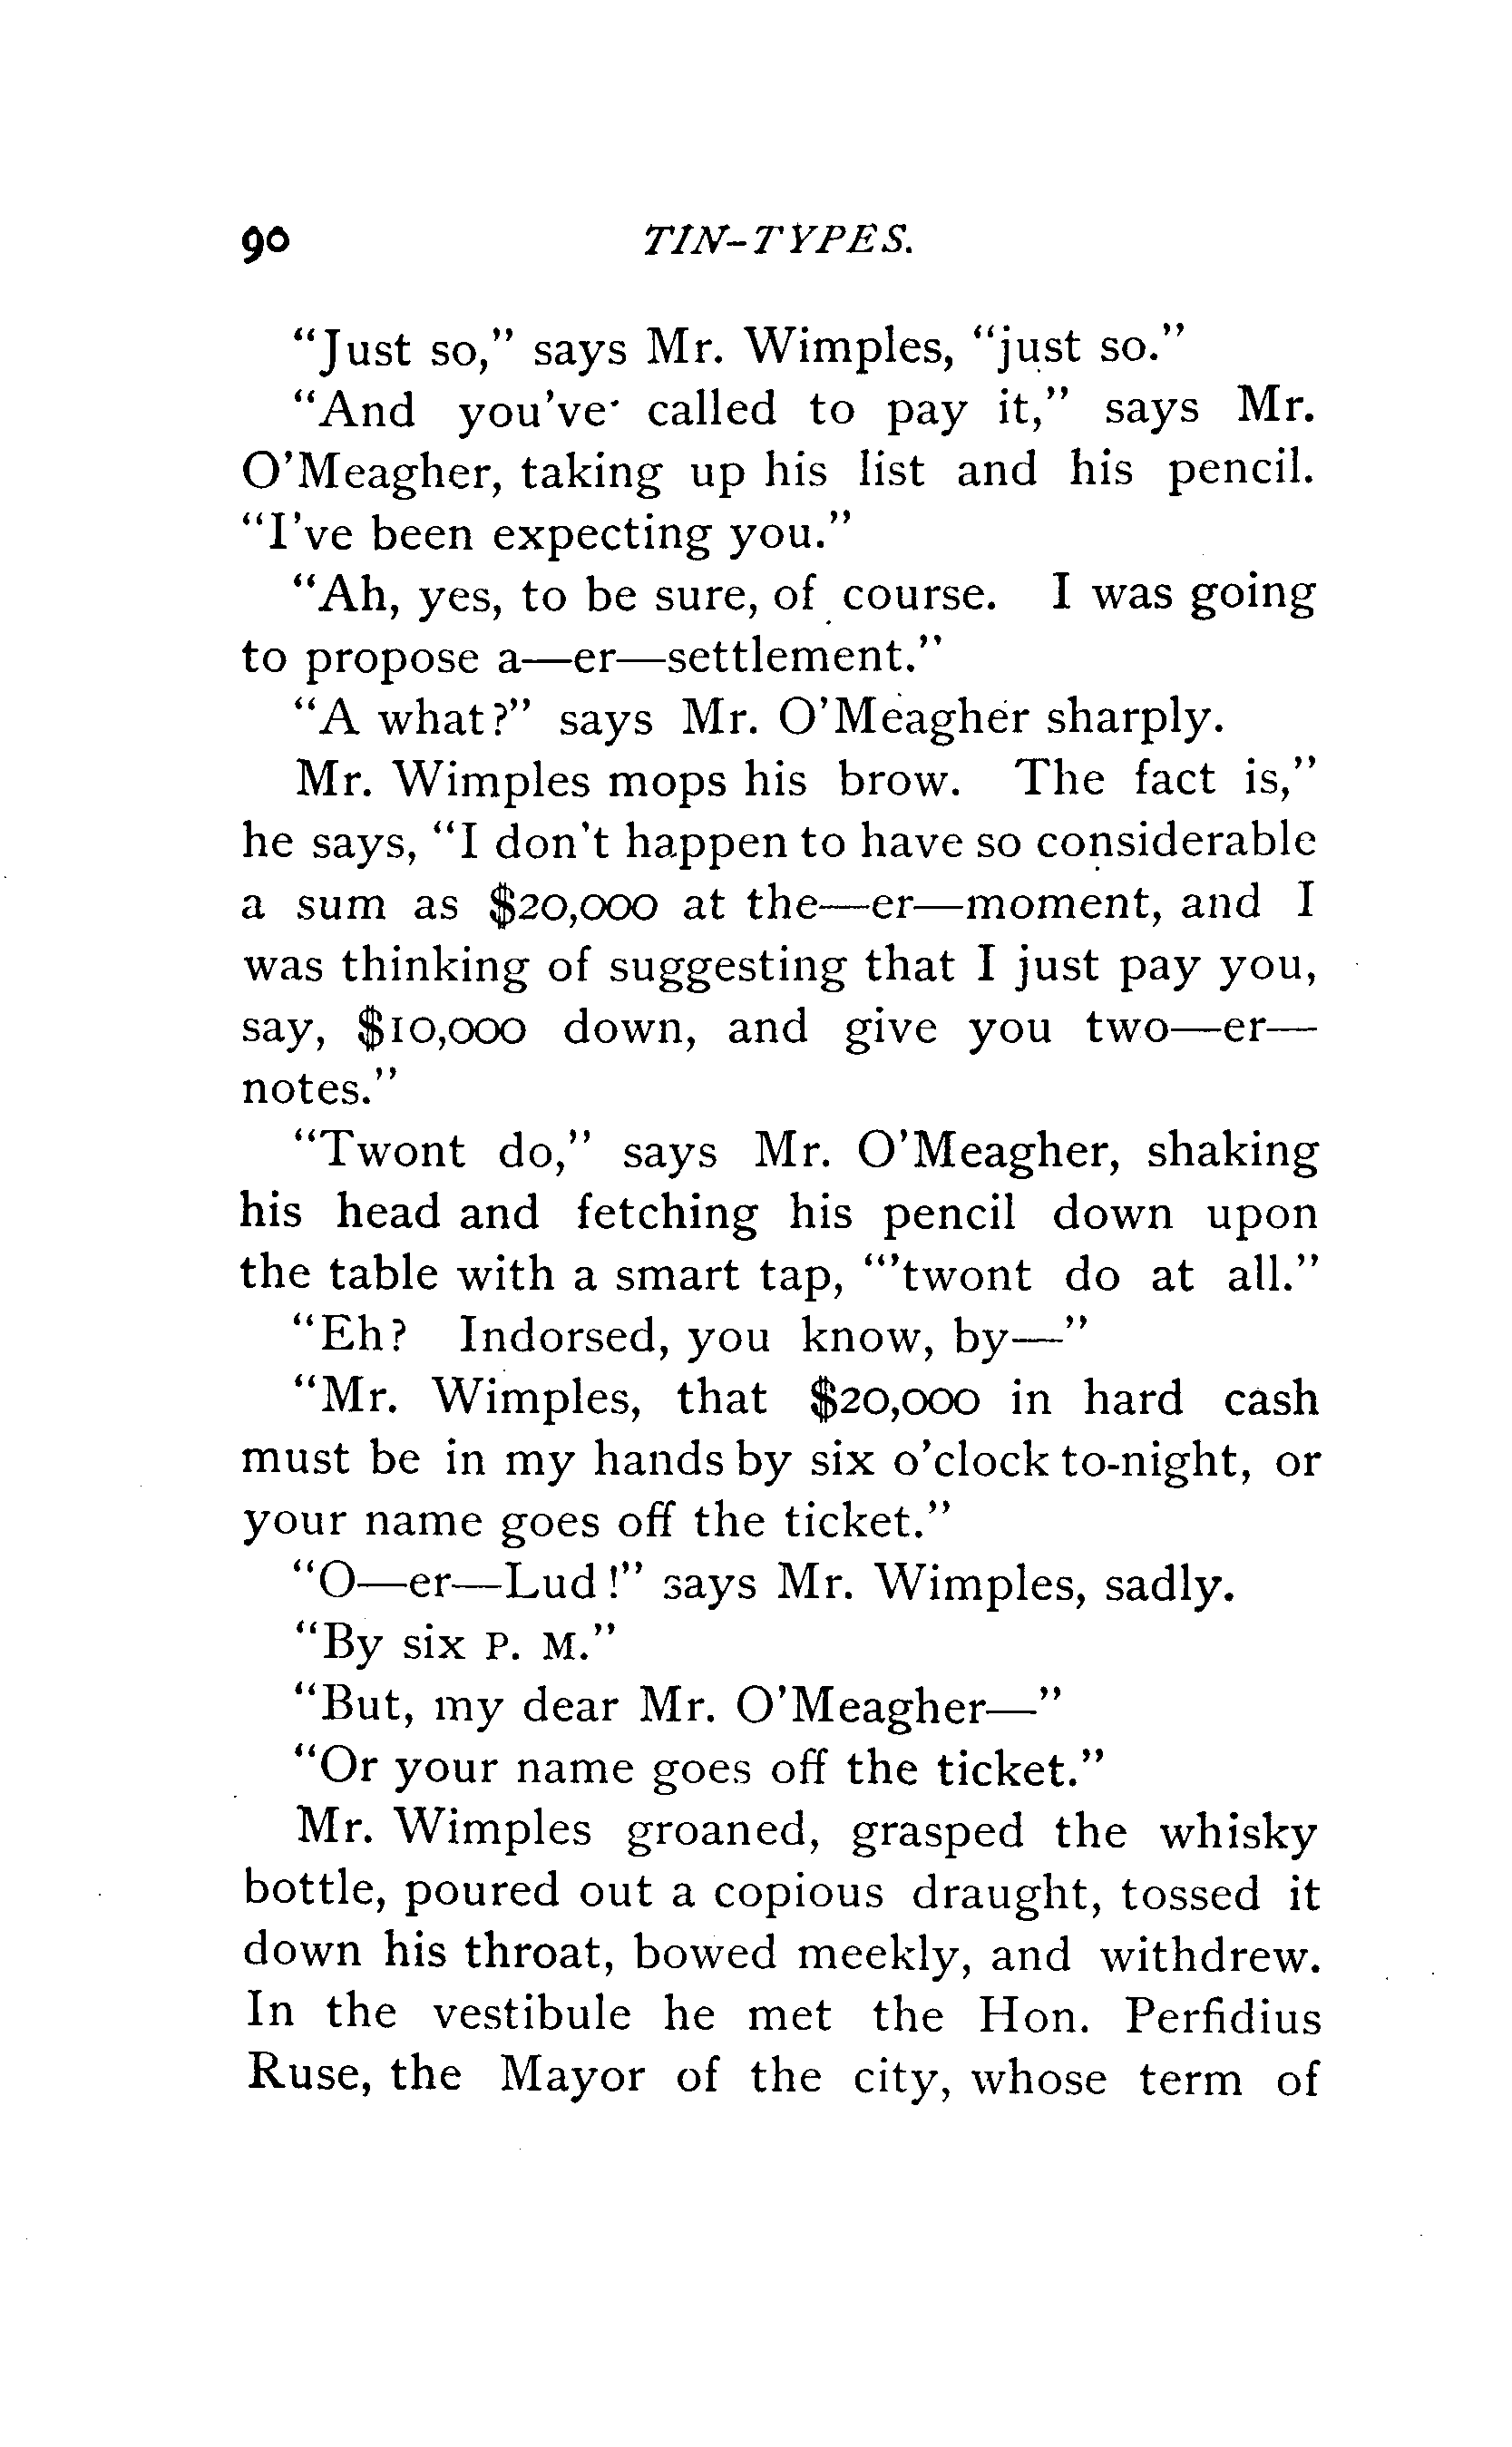 90 TIN-TYPES.
"Just so," says Mr. Wimples, "just so."
"And you've called to pay it," says Mr.
O'Meagher, taking up his list and his pencil.
"I've been expecting you."
"Ah, yes, to be sure, of course. I was going
to propose a—er—settlement."
"A what?" says Mr. O'Meagher sharply.
Mr. Wimples mops his brow. The fact is,"
he says, "I don't happen to have so considerable
a sum as $20,000 at the—er—moment, and I
was thinking of suggesting that I just pay you,
say, $10,000 down, and give you two—er—
notes."
"Twont do," says Mr. O'Meagher, shaking
his head and fetching his pencil down upon
the table with a smart tap, "'twont do at all."
"Eh? Indorsed, you know, by—"
"Mr. Wimples, that $20,000 in hard cash
must be in my hands by six o'clock to-night, or
your name goes off the ticket."
"O—er—Lud!" says Mr. Wimples, sadly.
"By six P. M."
"But, my dear Mr. O'Meagher—"
"Or your name goes off the ticket."
Mr. Wimples groaned, grasped the whisky
bottle, poured out a copious draught, tossed it
down his throat, bowed meekly, and withdrew.
In the vestibule he met the Hon. Perfidius
Ruse, the Mayor of the city, whose term of